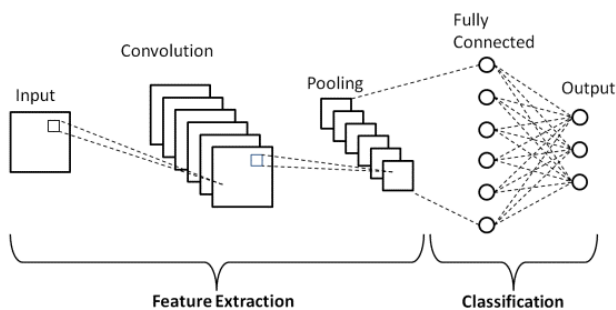 Fully
Connected
Convolution
Pooling
Input
Output
Feature Extraction
Classification